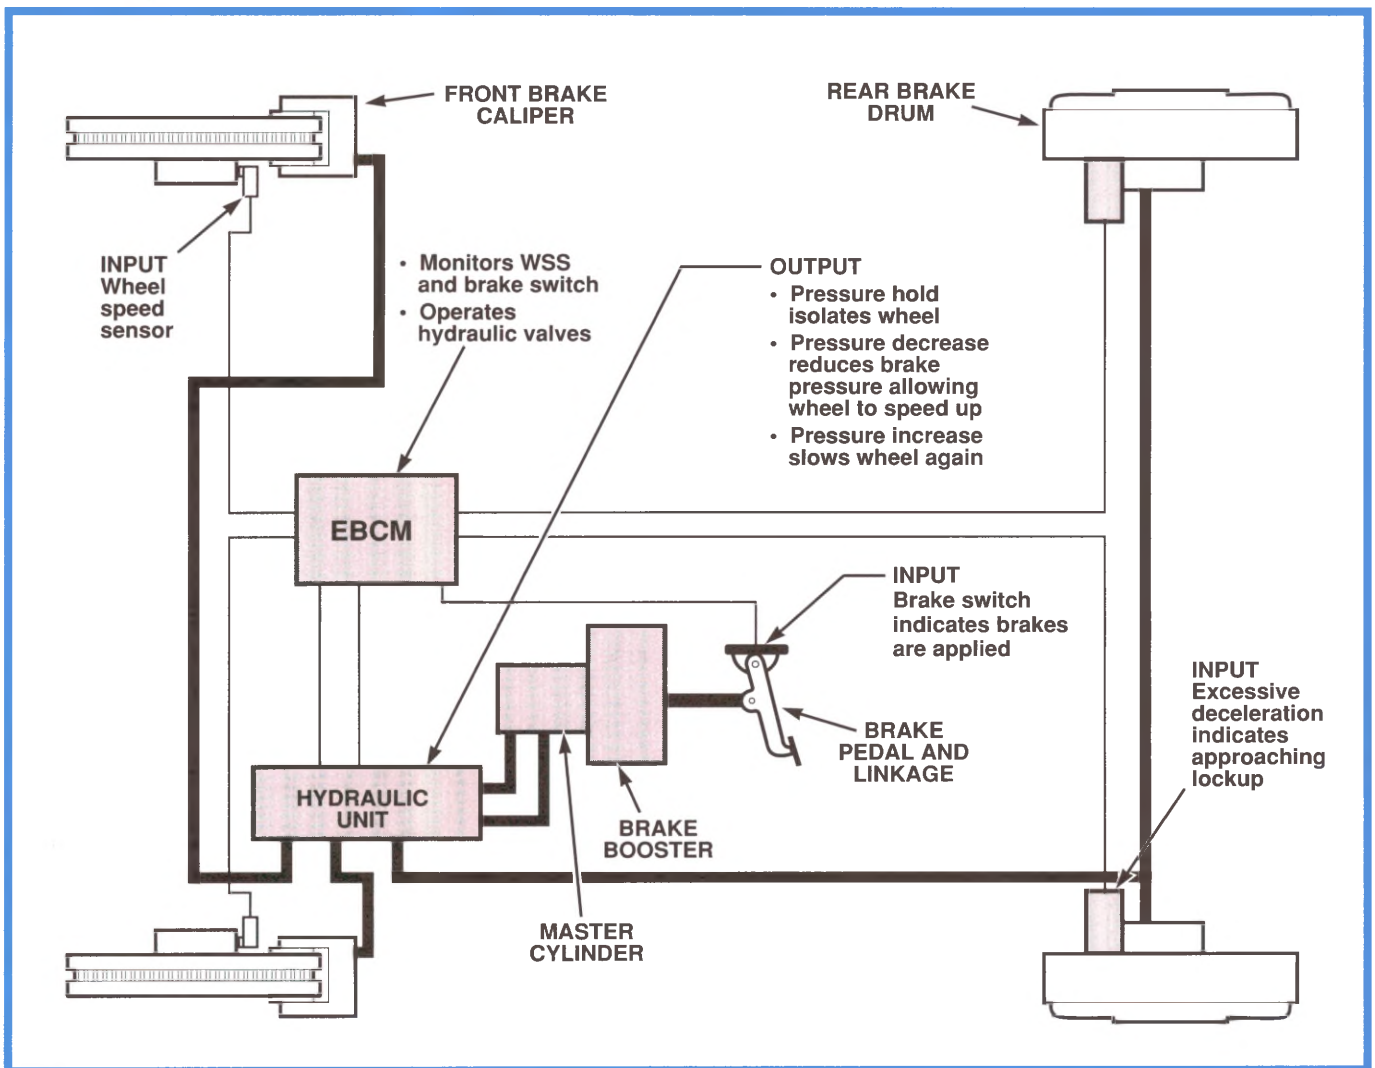 FRONT BRAKE
CALIPER
REAR BRAKE
DRUM
INPUT
Wheel
speed
sensor
• Monitors WSS
and brake switch
• Operates
hydraulic valves
OUTPUT
• Pressure hold
isolates wheel
• Pressure decrease
reduces brake
pressure allowing
wheel to speed up
• Pressure increase
slows wheel again
EBCM
INPUT
Brake switch
indicates brakes
are applied
INPUT
Excessive
deceleration
indicates
approaching
lockup
BRAKE
PEDAL AND
LINKAGE
HYDRAULIC
UNIT
BRAKE
BOOSTER
MASTER
CYLINDER